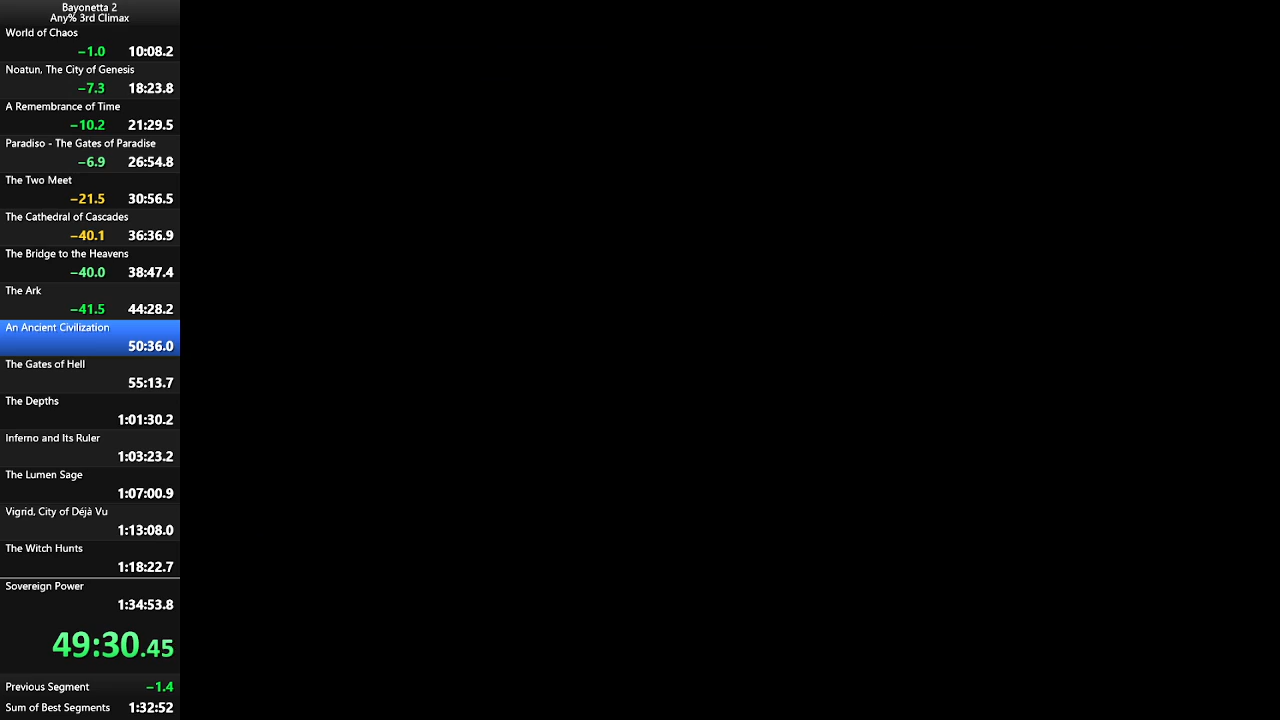 Bayonetta 2
Any% 3rd Climax
World of Chaos
−1.0 10:08.2
Noatun, The City of Genesis
−7.3 18:23.8
A Remembrance of Time
−10.2 21:29.5
Paradiso - The Gates of Paradise
−6.9 26:54.8
The Two Meet
−21.5 30:56.5
The Cathedral of Cascades
−40.1 36:36.9
The Bridge to the Heavens
−40.0 38:47.4
The Ark
−41.5 44:28.2
An Ancient Civilization
50:36.0
The Gates of Hell
55:13.7
The Depths
1:01:30.2
Inferno and Its Ruler
1:03:23.2
The Lumen Sage
1:07:00.9
Vigrid, City of Déjà Vu
1:13:08.0
The Witch Hunts
1:18:22.7
Sovereign Power
1:34:53.8
49:30.45
Previous Segment −1.4
Sum of Best Segments 1:32:52